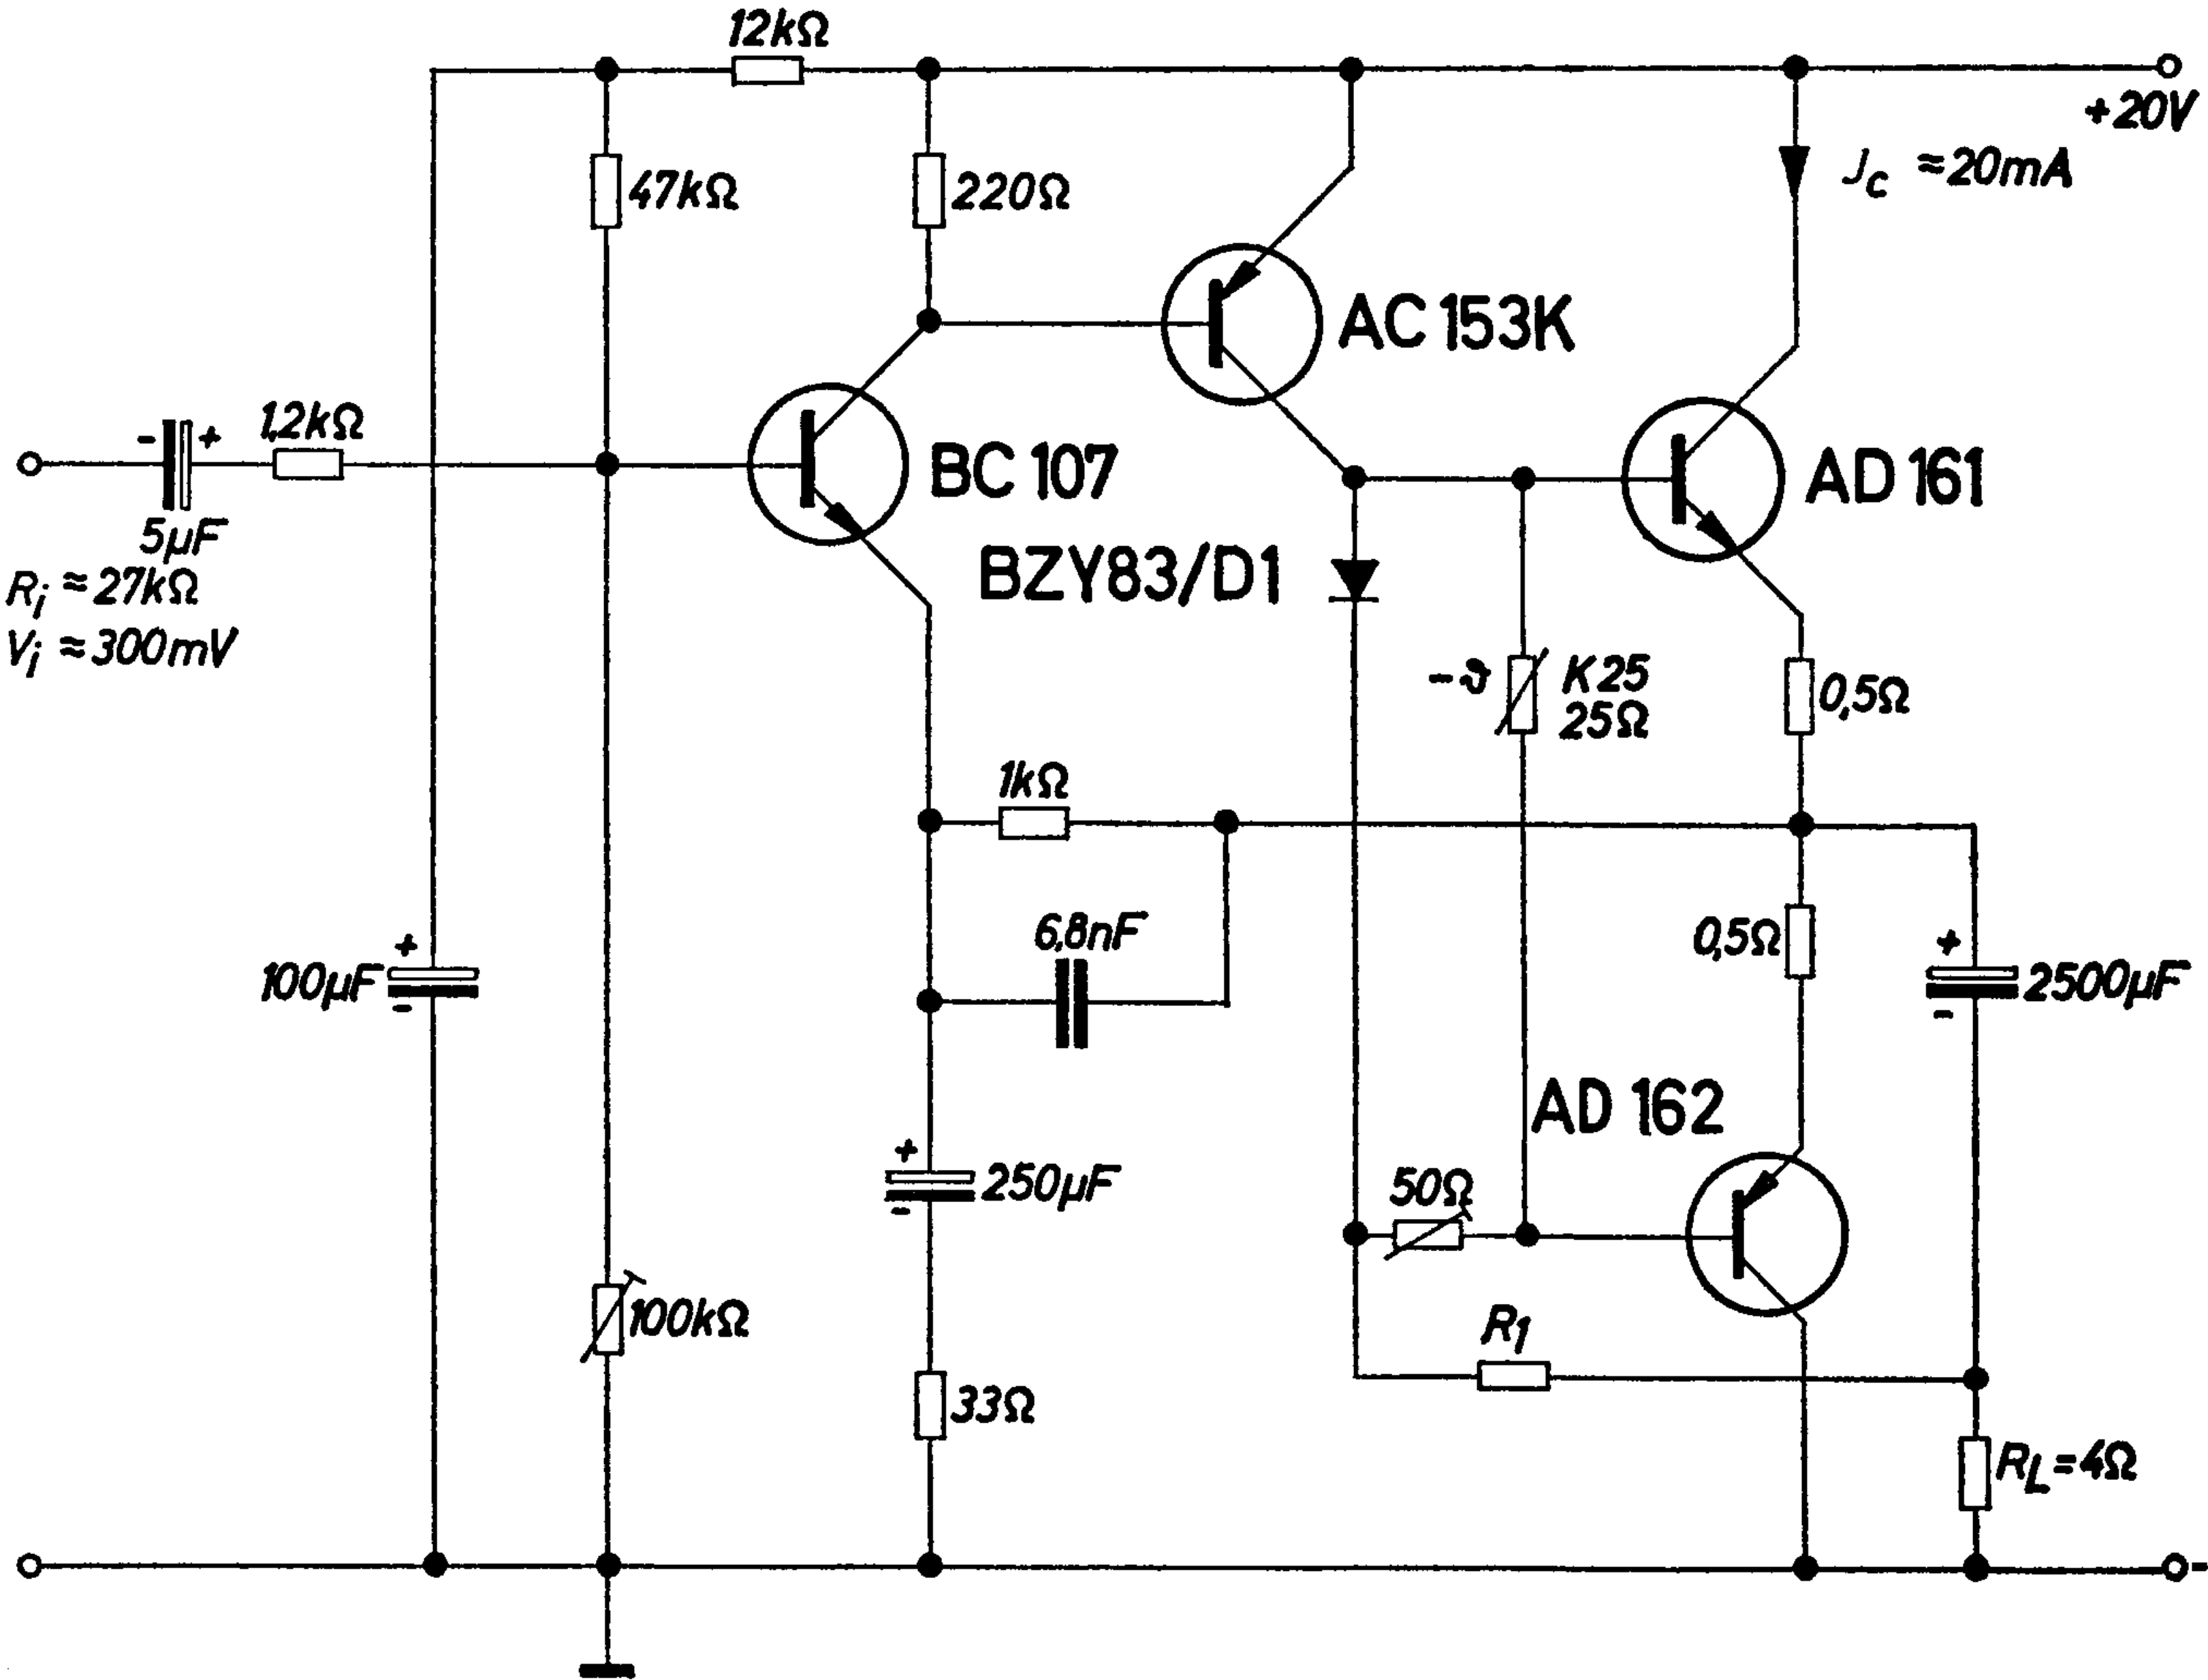 12kΩ
+20V
47kΩ
220Ω
J_c ≈20mA
AC 153K
- +
1,2kΩ
5μF
R_i ≈27kΩ
V_i ≈300mV
BC 107
AD 161
BZY83/D1
-ϑ
K25
25Ω
0,5Ω
1kΩ
6,8nF
0,5Ω
+
100μF
-
+
2500μF
-
AD 162
+
250μF
-
50Ω
100kΩ
R_1
33Ω
R_L=4Ω
-